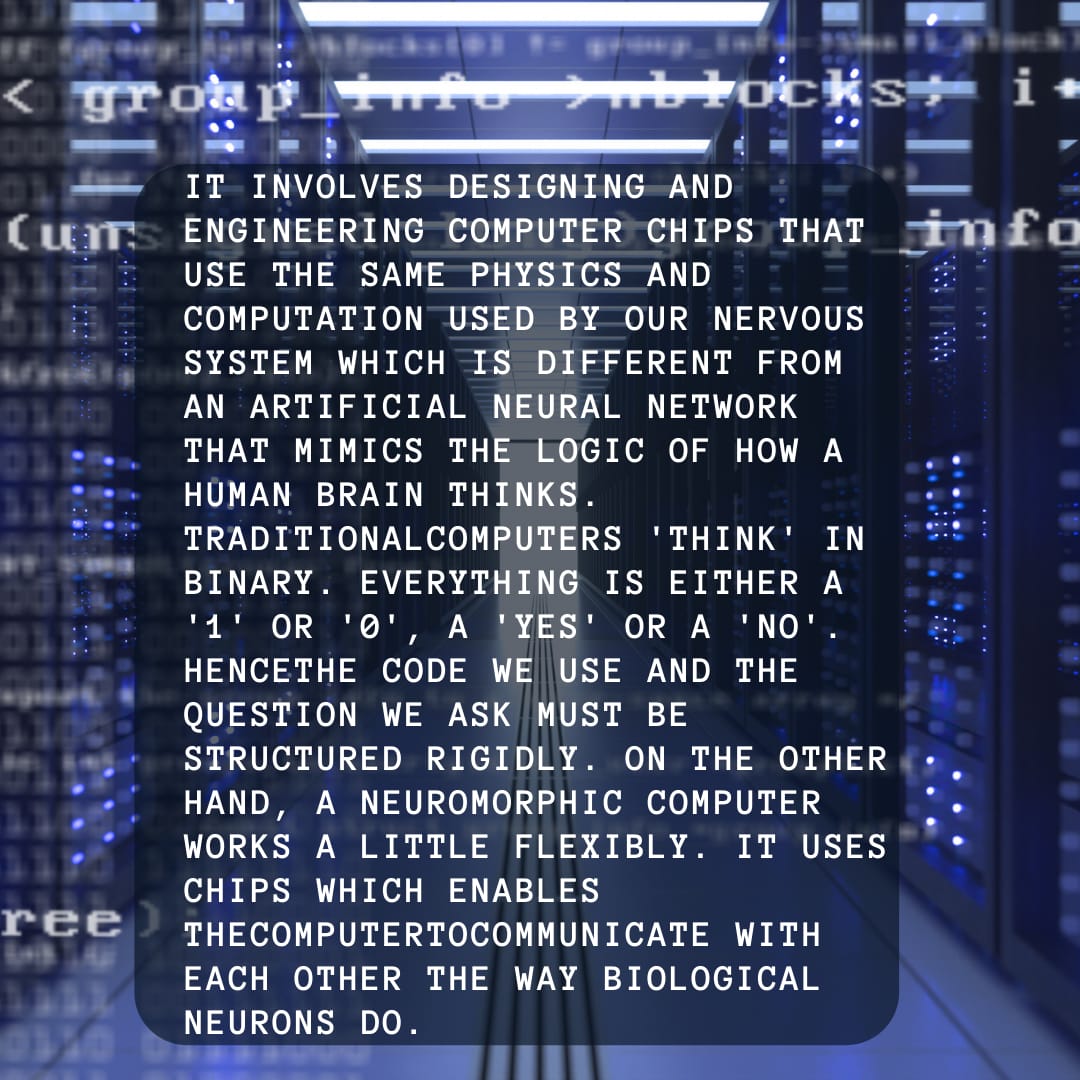 < group_info >nblocks; i+
IT INVOLVES DESIGNING AND
ENGINEERING COMPUTER CHIPS THAT
USE THE SAME PHYSICS AND
COMPUTATION USED BY OUR NERVOUS
SYSTEM WHICH IS DIFFERENT FROM
AN ARTIFICIAL NEURAL NETWORK
THAT MIMICS THE LOGIC OF HOW A
HUMAN BRAIN THINKS.
TRADITIONALCOMPUTERS 'THINK' IN
BINARY. EVERYTHING IS EITHER A
'1' OR '0', A 'YES' OR A 'NO'.
HENCETHE CODE WE USE AND THE
QUESTION WE ASK MUST BE
STRUCTURED RIGIDLY. ON THE OTHER
HAND, A NEUROMORPHIC COMPUTER
WORKS A LITTLE FLEXIBLY. IT USES
CHIPS WHICH ENABLES
THECOMPUTERTOCOMMUNICATE WITH
EACH OTHER THE WAY BIOLOGICAL
NEURONS DO.
(uns
_info
ree)